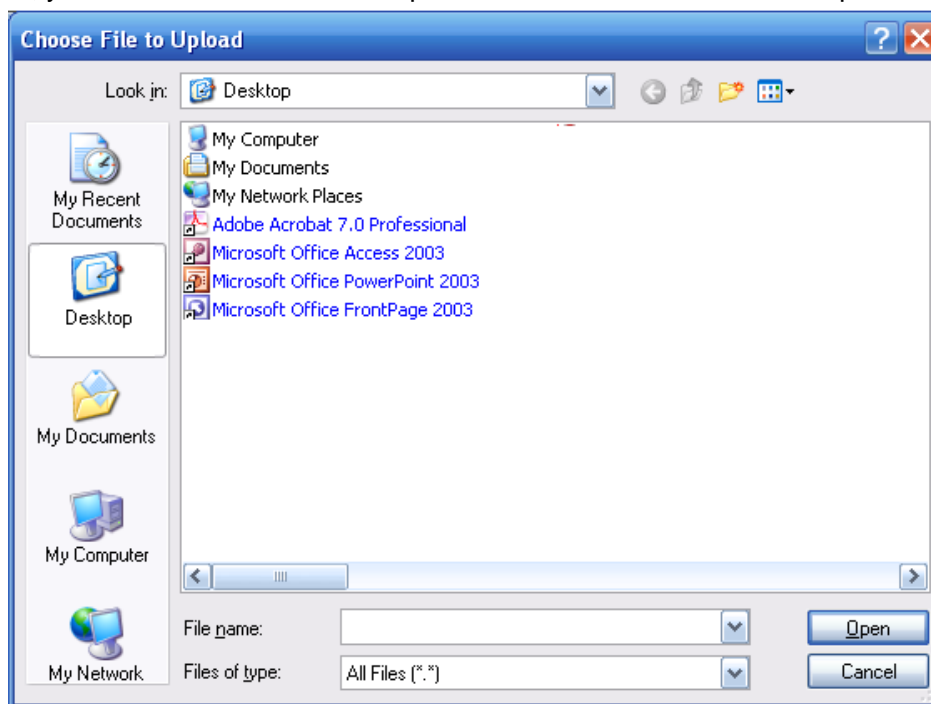 Choose File to Upload
Look in: Desktop
My Computer
My Documents
My Network Places
Adobe Acrobat 7.0 Professional
Microsoft Office Access 2003
Microsoft Office PowerPoint 2003
Microsoft Office FrontPage 2003
My Recent
Documents
Desktop
My Documents
My Computer
My Network
File name:
Open
Files of type: All Files (*.*)
Cancel